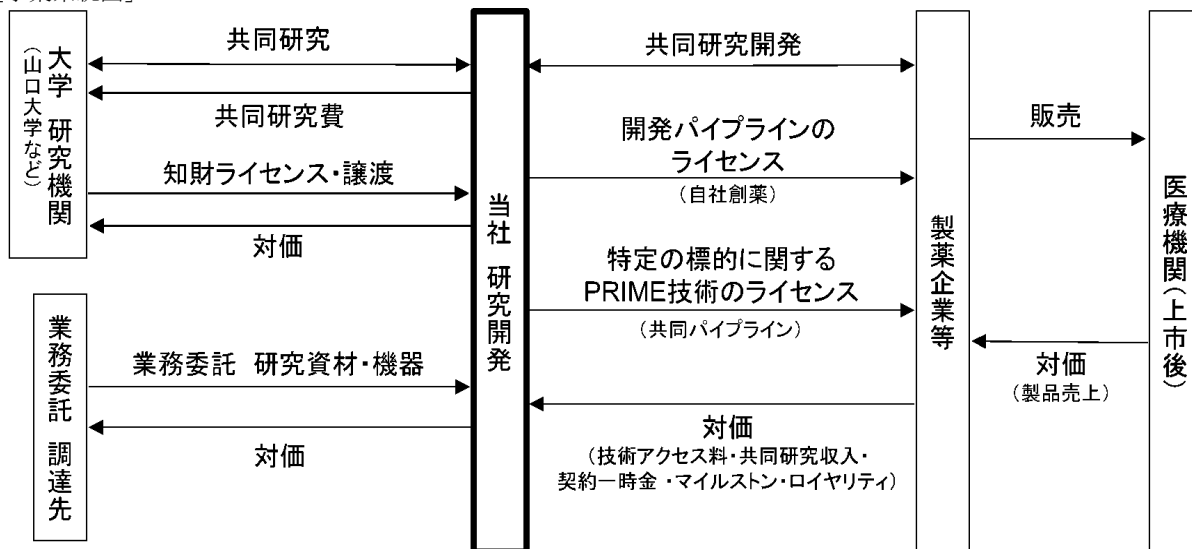 大学 研究機関
(山口大学など)
共同研究
共同研究費
知財ライセンス・譲渡
対価
業務委託 調達先
業務委託 研究資材・機器
対価
当社 研究開発
共同研究開発
開発パイプラインの
ライセンス
(自社創薬)
特定の標的に関する
PRIME技術のライセンス
(共同パイプライン)
対価
(技術アクセス料・共同研究収入・
契約一時金・マイルストン・ロイヤリティ)
製薬企業等
販売
対価
(製品売上)
医療機関(上市後)